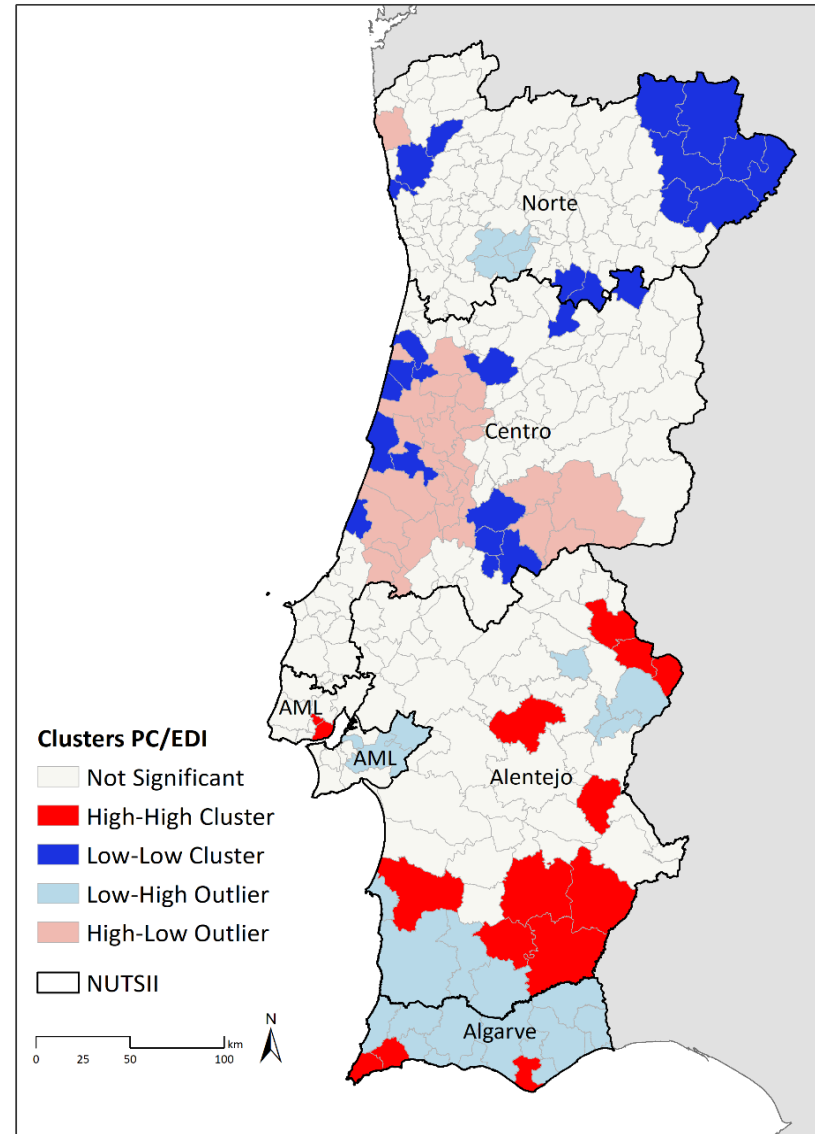 Norte
Centro
AML
AML
Alentejo
Algarve
Clusters PC/EDI
Not Significant
High-High Cluster
Low-Low Cluster
Low-High Outlier
High-Low Outlier
NUTSII
N
km
0 25 50 100